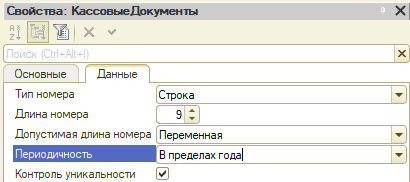 Свойства: КассовыеДокументы
Поиск (Ctrl+Alt+I)
Основные
Данные
Тип номера
Строка
Длина номера
9
Допустимая длина номера
Переменная
Периодичность
В пределах года
Контроль уникальности